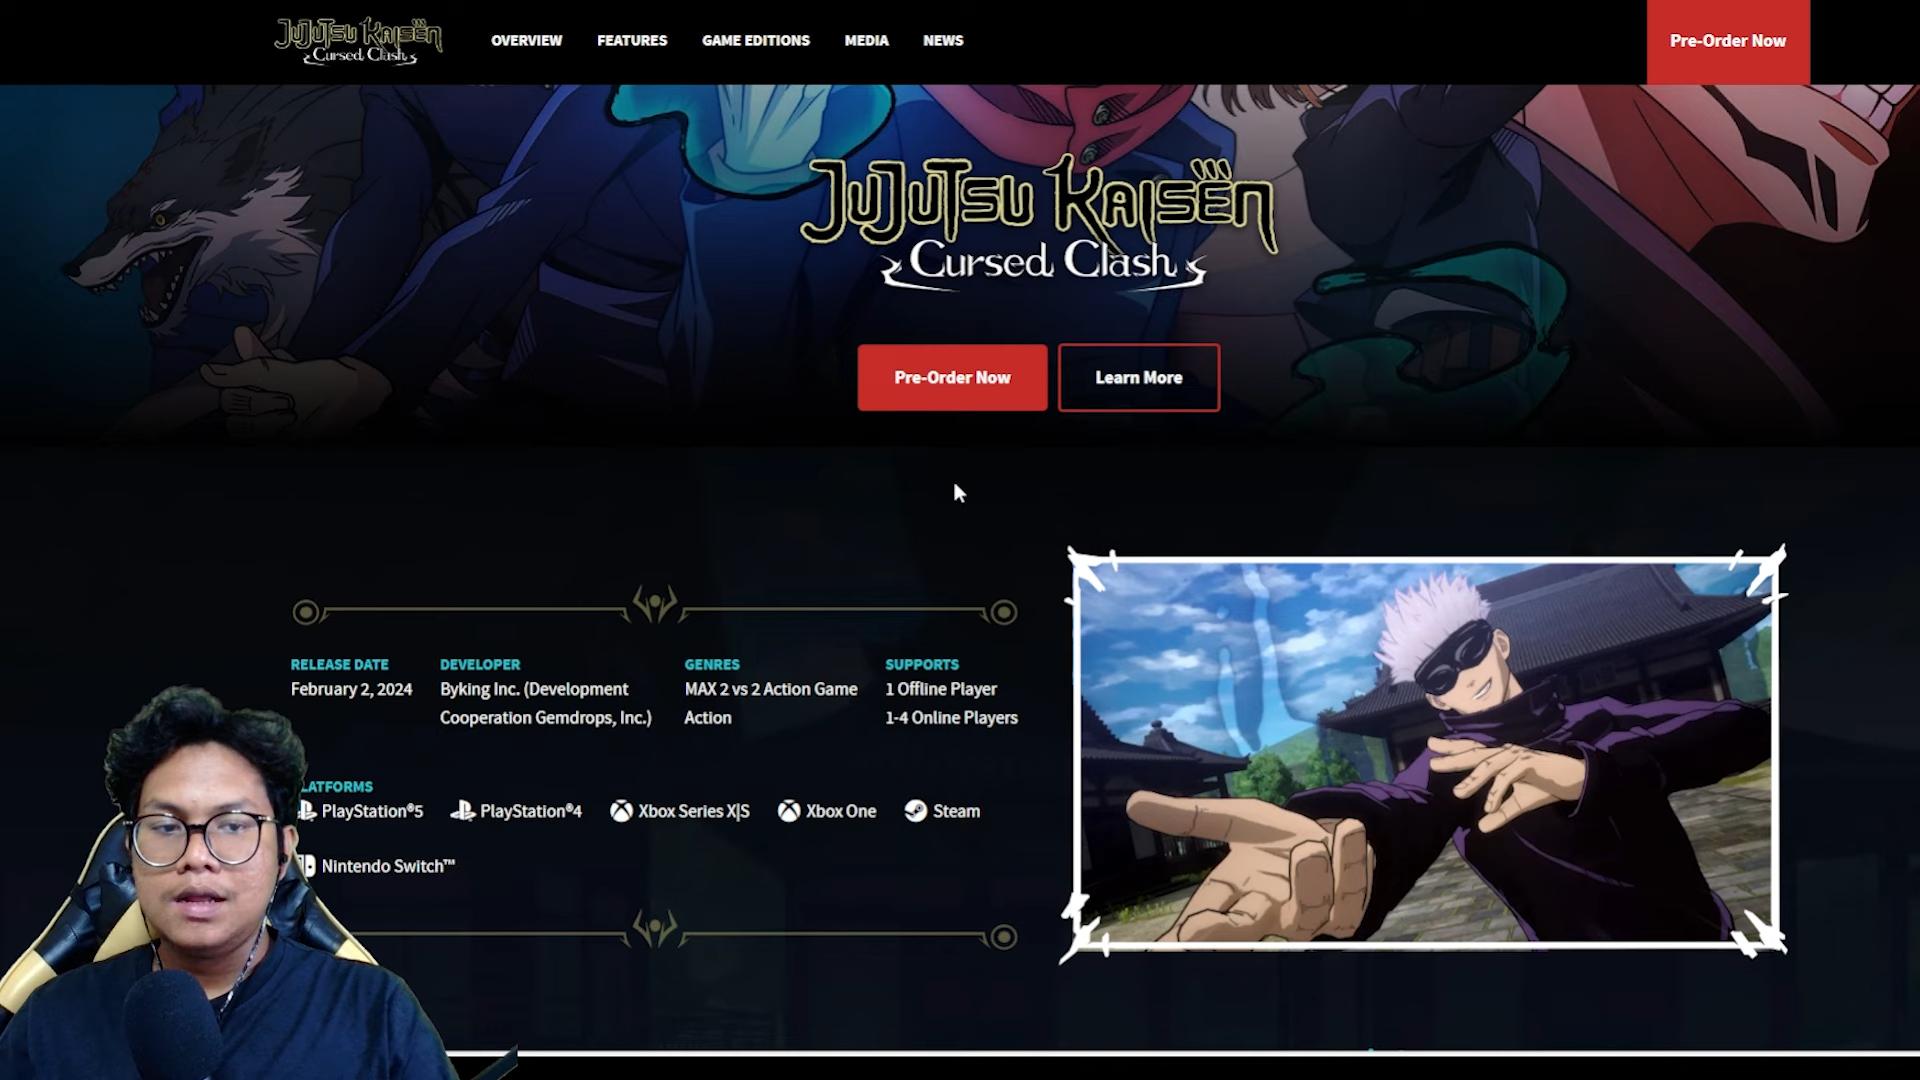 JUJUTSU KAISEN
Cursed Clash
OVERVIEW
FEATURES
GAME EDITIONS
MEDIA
NEWS
Pre-Order Now
JUJUTSU KAISEN
Cursed Clash
Pre-Order Now
Learn More
RELEASE DATE
February 2, 2024
DEVELOPER
Byking Inc. (Development
Cooperation Gemdrops, Inc.)
GENRES
MAX 2 vs 2 Action Game
Action
SUPPORTS
1 Offline Player
1-4 Online Players
LATFORMS
PlayStation®5
PlayStation®4
Xbox Series X|S
Xbox One
Steam
Nintendo Switch™